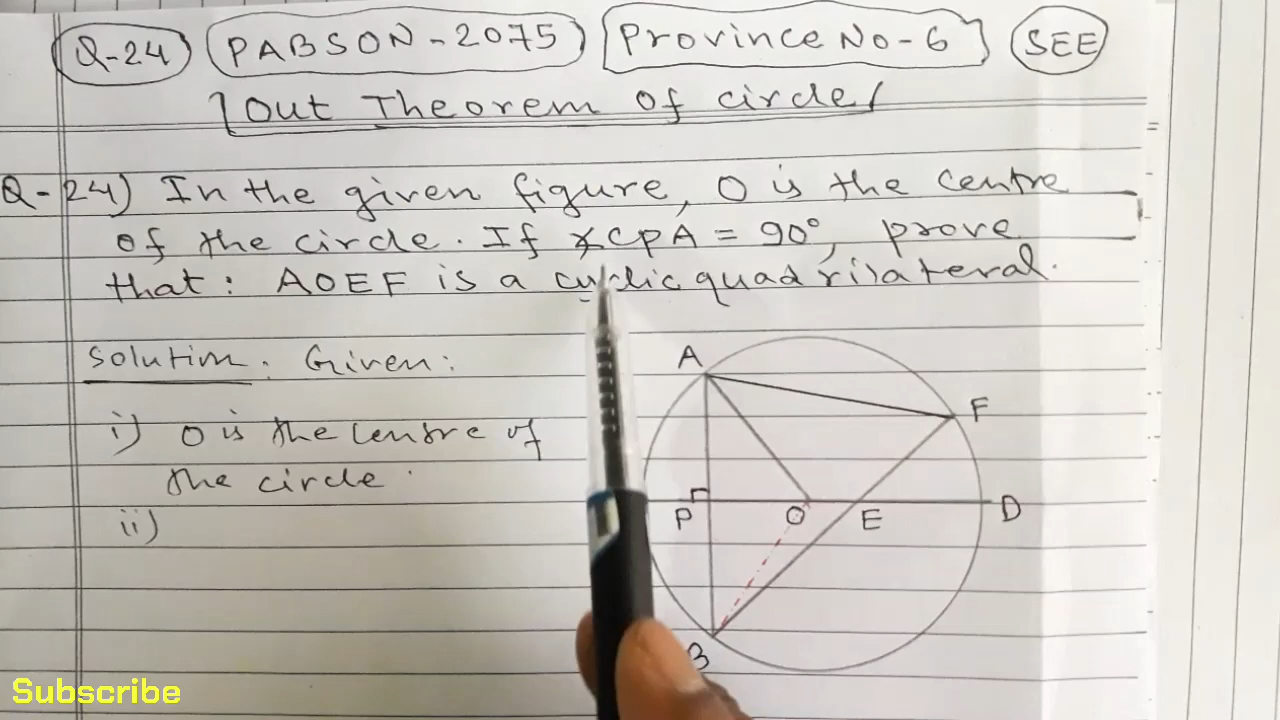 Q-24 PABSON-2075 Province No-6 SEE
Out Theorem of circle
Q-24) In the given figure, O is the centre
of the circle. If ∡CPA = 90°, prove
that: AOEF is a cyclic quadrilateral.
Solution. Given:
i) O is the centre of
the circle.
ii)
A
F
P O E D
B
Subscribe